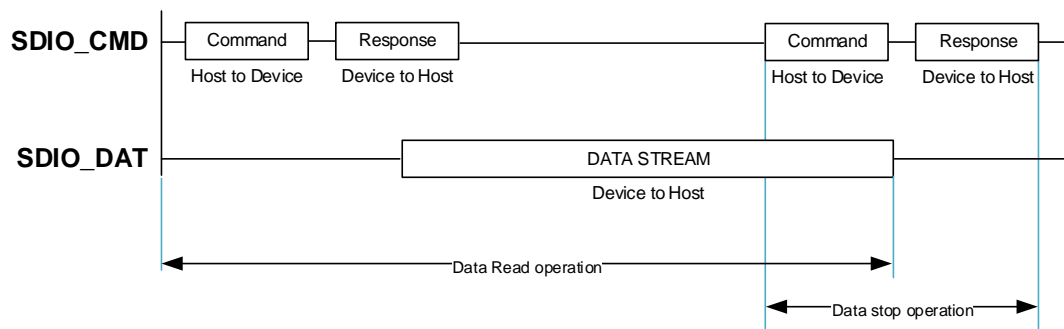 SDIO_CMD
Command
Response
Command
Response
Host to Device
Device to Host
Host to Device
Device to Host
SDIO_DAT
DATA STREAM
Device to Host
Data Read operation
Data stop operation